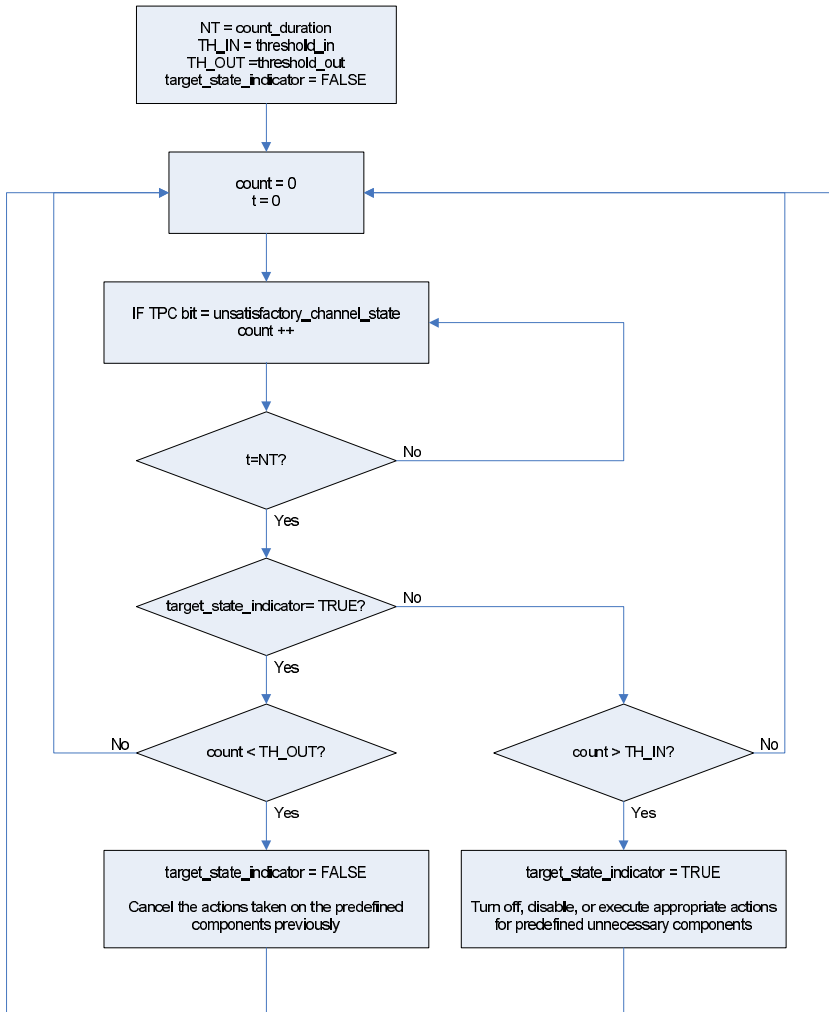 NT = count_duration
TH_IN = threshold_in
TH_OUT =threshold_out
target_state_indicator = FALSE
count = 0
t = 0
IF TPC bit = unsatisfactory_channel_state
count ++
t=NT?
No
Yes
target_state_indicator= TRUE?
No
Yes
count < TH_OUT?
No
Yes
count > TH_IN?
No
Yes
target_state_indicator = FALSE
Cancel the actions taken on the predefined
components previously
target_state_indicator = TRUE
Turn off, disable, or execute appropriate actions
for predefined unnecessary components